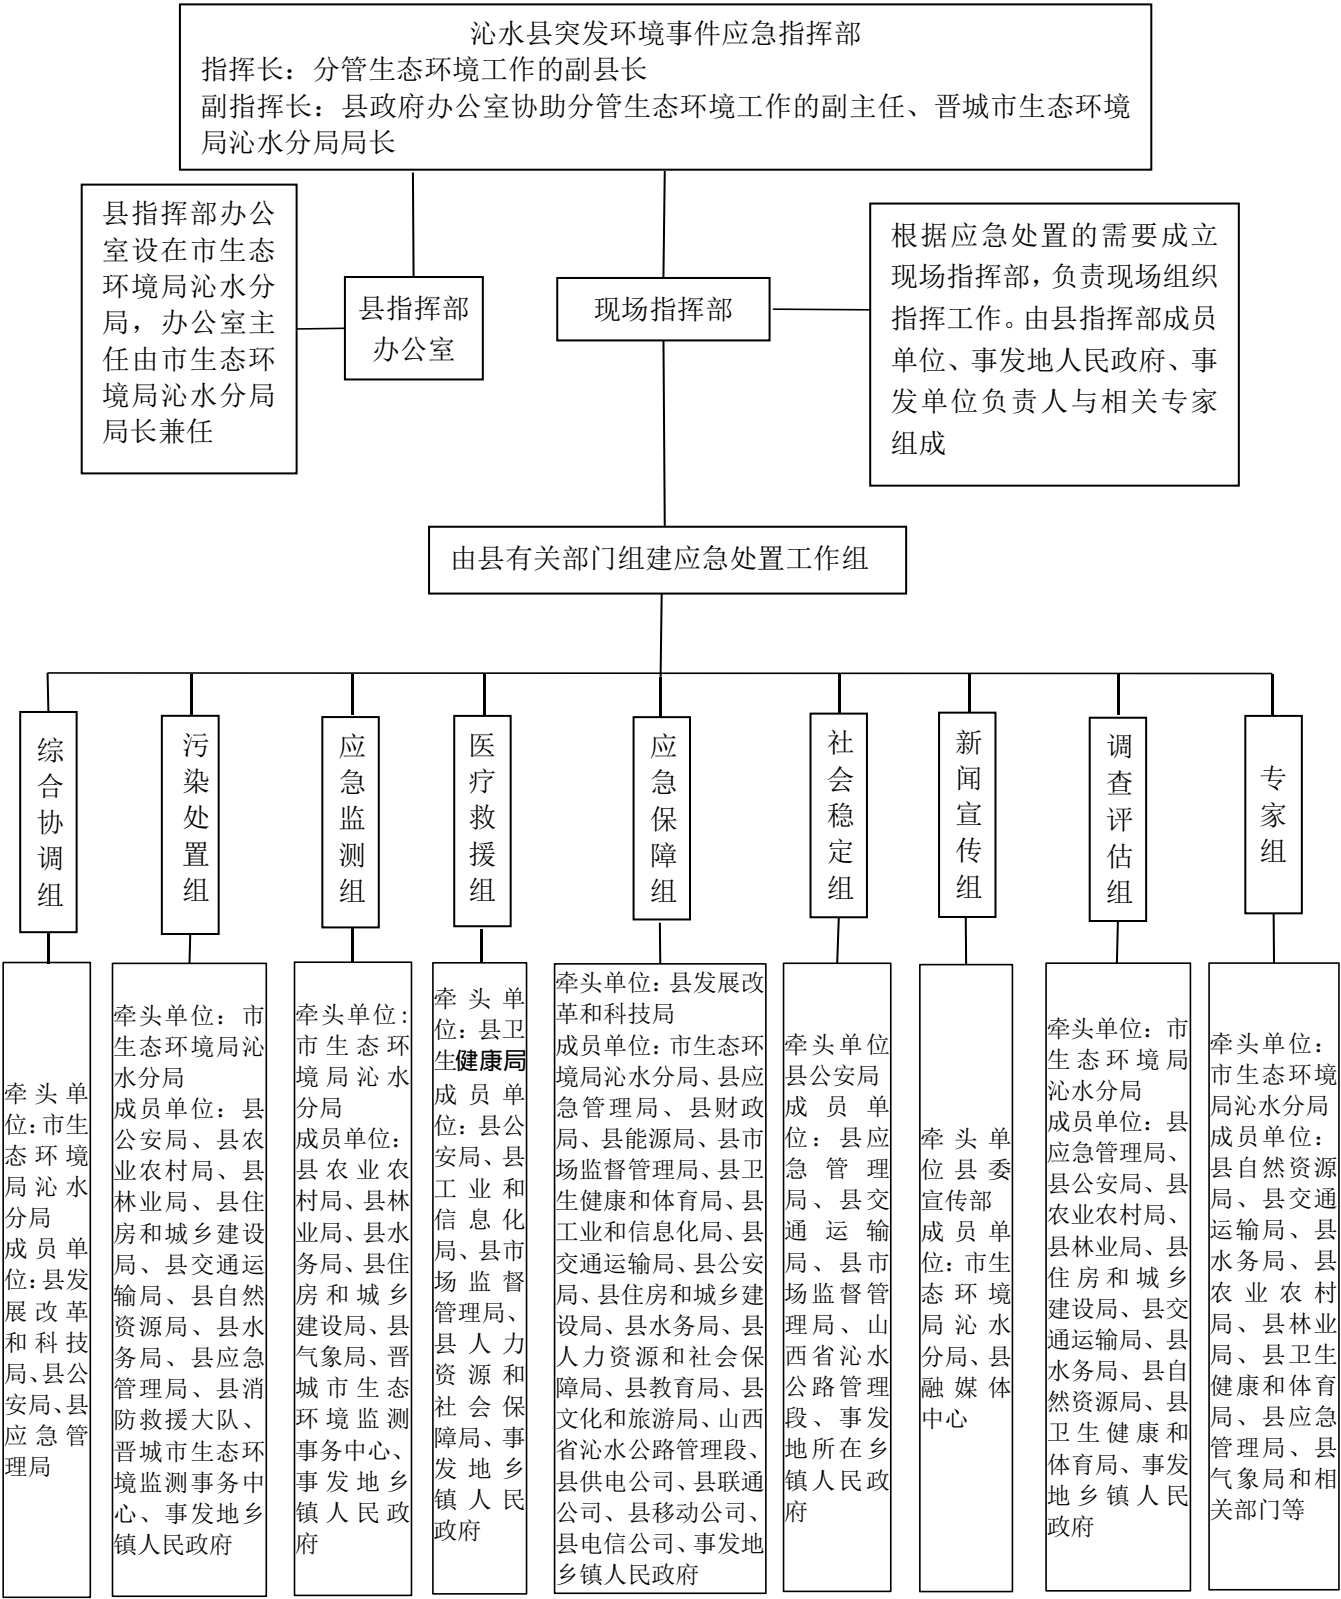 沁水县突发环境事件应急指挥部
指挥长：分管生态环境工作的副县长
副指挥长：县政府办公室协助分管生态环境工作的副主任、晋城市生态环境
局沁水分局局长
县指挥部办公
室设在市生态
环境局沁水分
局，办公室主
任由市生态环
境局沁水分局
局长兼任
县指挥部
办公室
现场指挥部
根据应急处置的需要成立
现场指挥部，负责现场组织
指挥工作。由县指挥部成员
单位、事发地人民政府、事
发单位负责人与相关专家
组成
由县有关部门组建应急处置工作组
综合协调组
污染处置组
应急监测组
医疗救援组
应急保障组
社会稳定组
新闻宣传组
调查评估组
专家组
牵头单
位：市生
态环境
局沁水
分局
成员单
位：县发
展改革
和科技
局、县公
安局、县
应急管
理局
牵头单位：市
生态环境局沁
水分局
成员单位：县
公安局、县农
业农村局、县
林业局、县住
房和城乡建设
局、县交通运
输局、县自然
资源局、县水
务局、县应急
管理局、县消
防救援大队、
晋城市生态环
境监测事务中
心、事发地乡
镇人民政府
牵头单位：
市生态环
境局沁水
分局
成员单位：
县农业农
村局、县林
业局、县水
务局、县住
房和城乡
建设局、县
气象局、晋
城市生态
环境监测
事务中心、
事发地乡
镇人民政
府
牵头单
位：县卫
生健康局
成员单
位：县公
安局、县
工业和
信息化
局、县市
场监督
管理局、
县人力
资源和
社会保
障局、事
发地乡
镇人民
政府
牵头单位：县发展改
革和科技局
成员单位：市生态环
境局沁水分局、县应
急管理局、县财政
局、县能源局、县市
场监督管理局、县卫
生健康和体育局、县
工业和信息化局、县
交通运输局、县公安
局、县住房和城乡建
设局、县水务局、县
人力资源和社会保
障局、县教育局、县
文化和旅游局、山西
省沁水公路管理段、
县供电公司、县联通
公司、县移动公司、
县电信公司、事发地
乡镇人民政府
牵头单位
县公安局
成员单
位：县应
急管理
局、县交
通运输
局、县市
场监督管
理局、山
西省沁水
公路管理
段、事发
地所在乡
镇人民政
府
牵头单
位县委
宣传部
成员单
位：市生
态环境
局沁水
分局、县
融媒体
中心
牵头单位：市
生态环境局
沁水分局
成员单位：县
应急管理局、
县公安局、县
农业农村局、
县林业局、县
住房和城乡
建设局、县交
通运输局、县
水务局、县自
然资源局、县
卫生健康和
体育局、事发
地乡镇人民
政府
牵头单位：
市生态环境
局沁水分局
成员单位：
县自然资源
局、县交通
运输局、县
水务局、县
农业农村
局、县林业
局、县卫生
健康和体育
局、县应急
管理局、县
气象局和相
关部门等